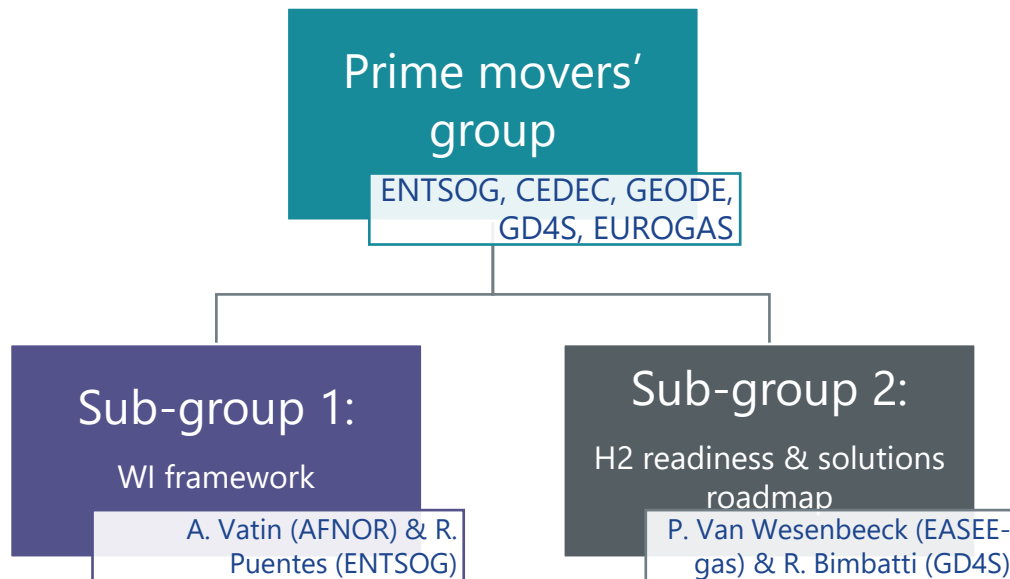 Prime movers’
group
ENTSOG, CEDEC, GEODE,
GD4S, EUROGAS
Sub-group 1:
WI framework
A. Vatin (AFNOR) & R.
Puentes (ENTSOG)
Sub-group 2:
H2 readiness & solutions
roadmap
P. Van Wesenbeeck (EASEE-
gas) & R. Bimbatti (GD4S)